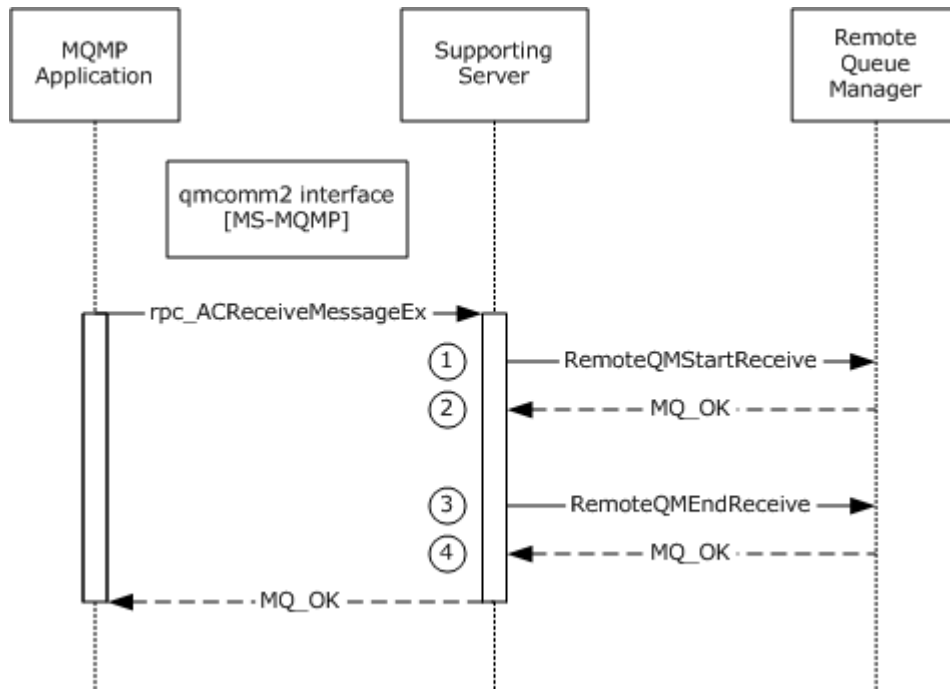 MQMP
Application
Supporting
Server
Remote
Queue
Manager
qmcomm2 interface
[MS-MQMP]
rpc_ACReceiveMessageEx
1
RemoteQMStartReceive
2
MQ_OK
3
RemoteQMEndReceive
4
MQ_OK
MQ_OK